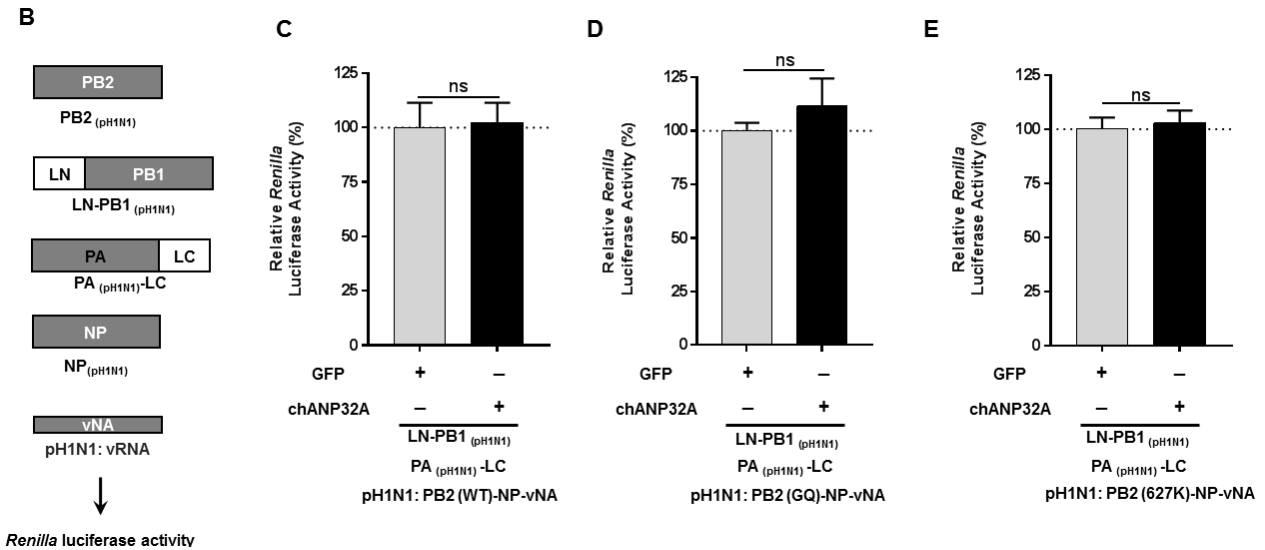 B
PB2
PB2 (pH1N1)
LN PB1
LN-PB1 (pH1N1)
PA LC
PA (pH1N1)-LC
NP
NP(pH1N1)
vNA
pH1N1: vRNA
Renilla luciferase activity
C
Relative Renilla
Luciferase Activity (%)
125
100
75
50
25
0
ns
GFP + –
chANP32A – +
LN-PB1 (pH1N1)
PA (pH1N1) -LC
pH1N1: PB2 (WT)-NP-vNA
D
Relative Renilla
Luciferase Activity (%)
125
100
75
50
25
0
ns
GFP + –
chANP32A – +
LN-PB1 (pH1N1)
PA (pH1N1) -LC
pH1N1: PB2 (GQ)-NP-vNA
E
Relative Renilla
Luciferase Activity (%)
125
100
75
50
25
0
ns
GFP + –
chANP32A – +
LN-PB1 (pH1N1)
PA (pH1N1) -LC
pH1N1: PB2 (627K)-NP-vNA